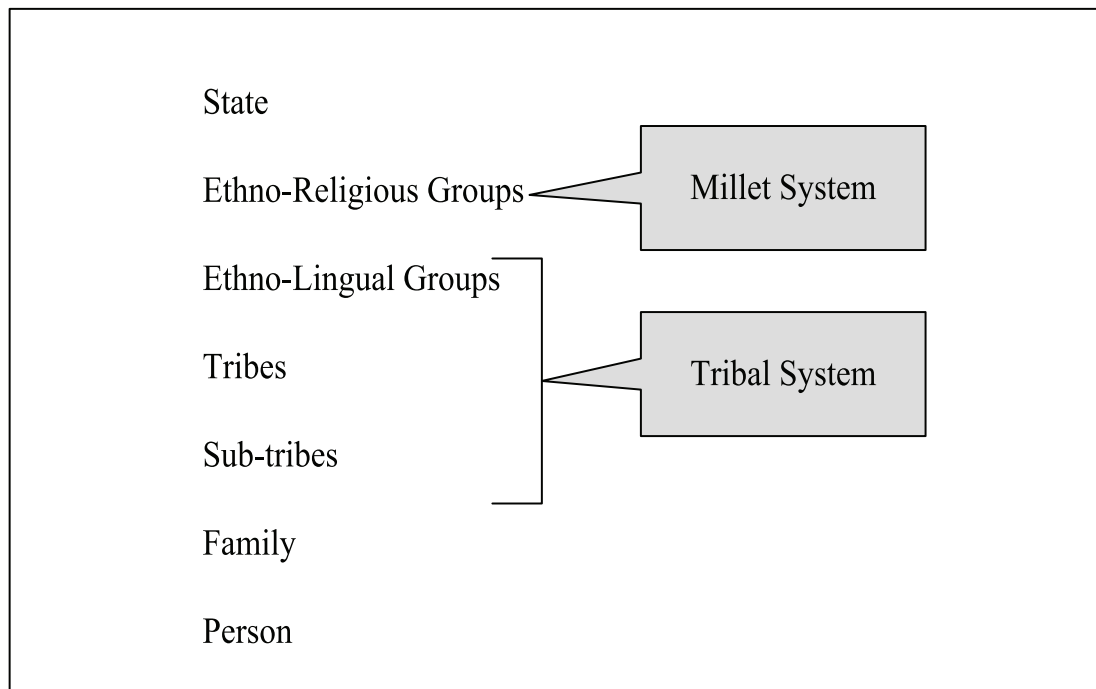 State
Ethno-Religious Groups
Millet System
Ethno-Lingual Groups
Tribes
Tribal System
Sub-tribes
Family
Person